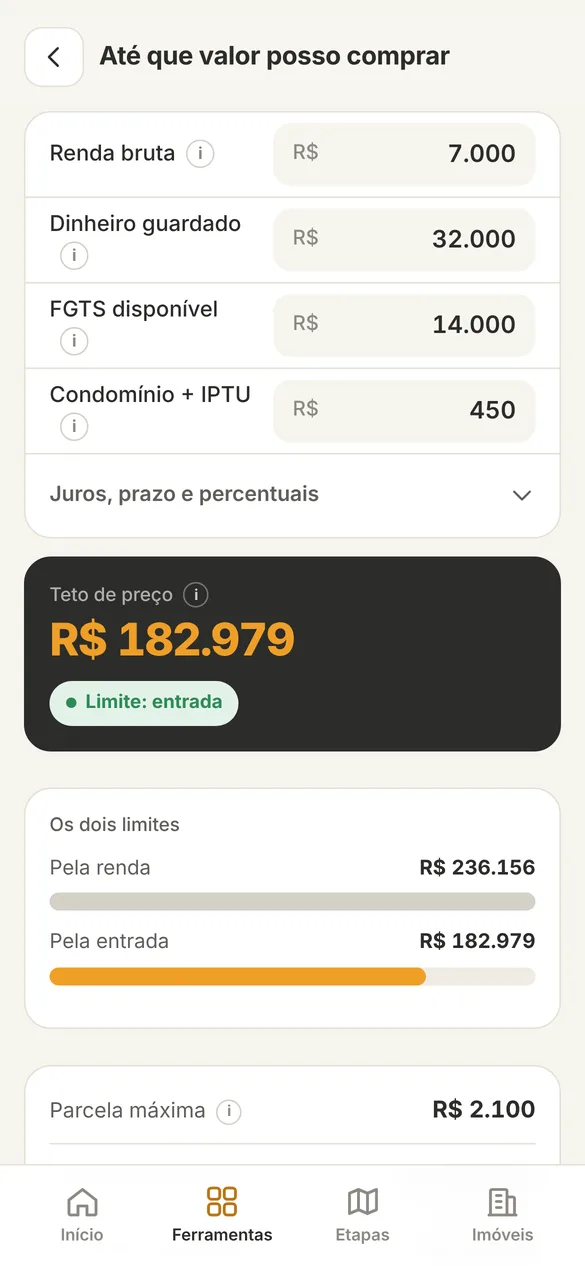 Até que valor posso comprar
Renda bruta i R$ 7.000
Dinheiro guardado i R$ 32.000
FGTS disponível i R$ 14.000
Condomínio + IPTU i R$ 450
Juros, prazo e percentuais
Teto de preço i
R$ 182.979
Limite: entrada
Os dois limites
Pela renda R$ 236.156
Pela entrada R$ 182.979
Parcela máxima i R$ 2.100
Início Ferramentas Etapas Imóveis